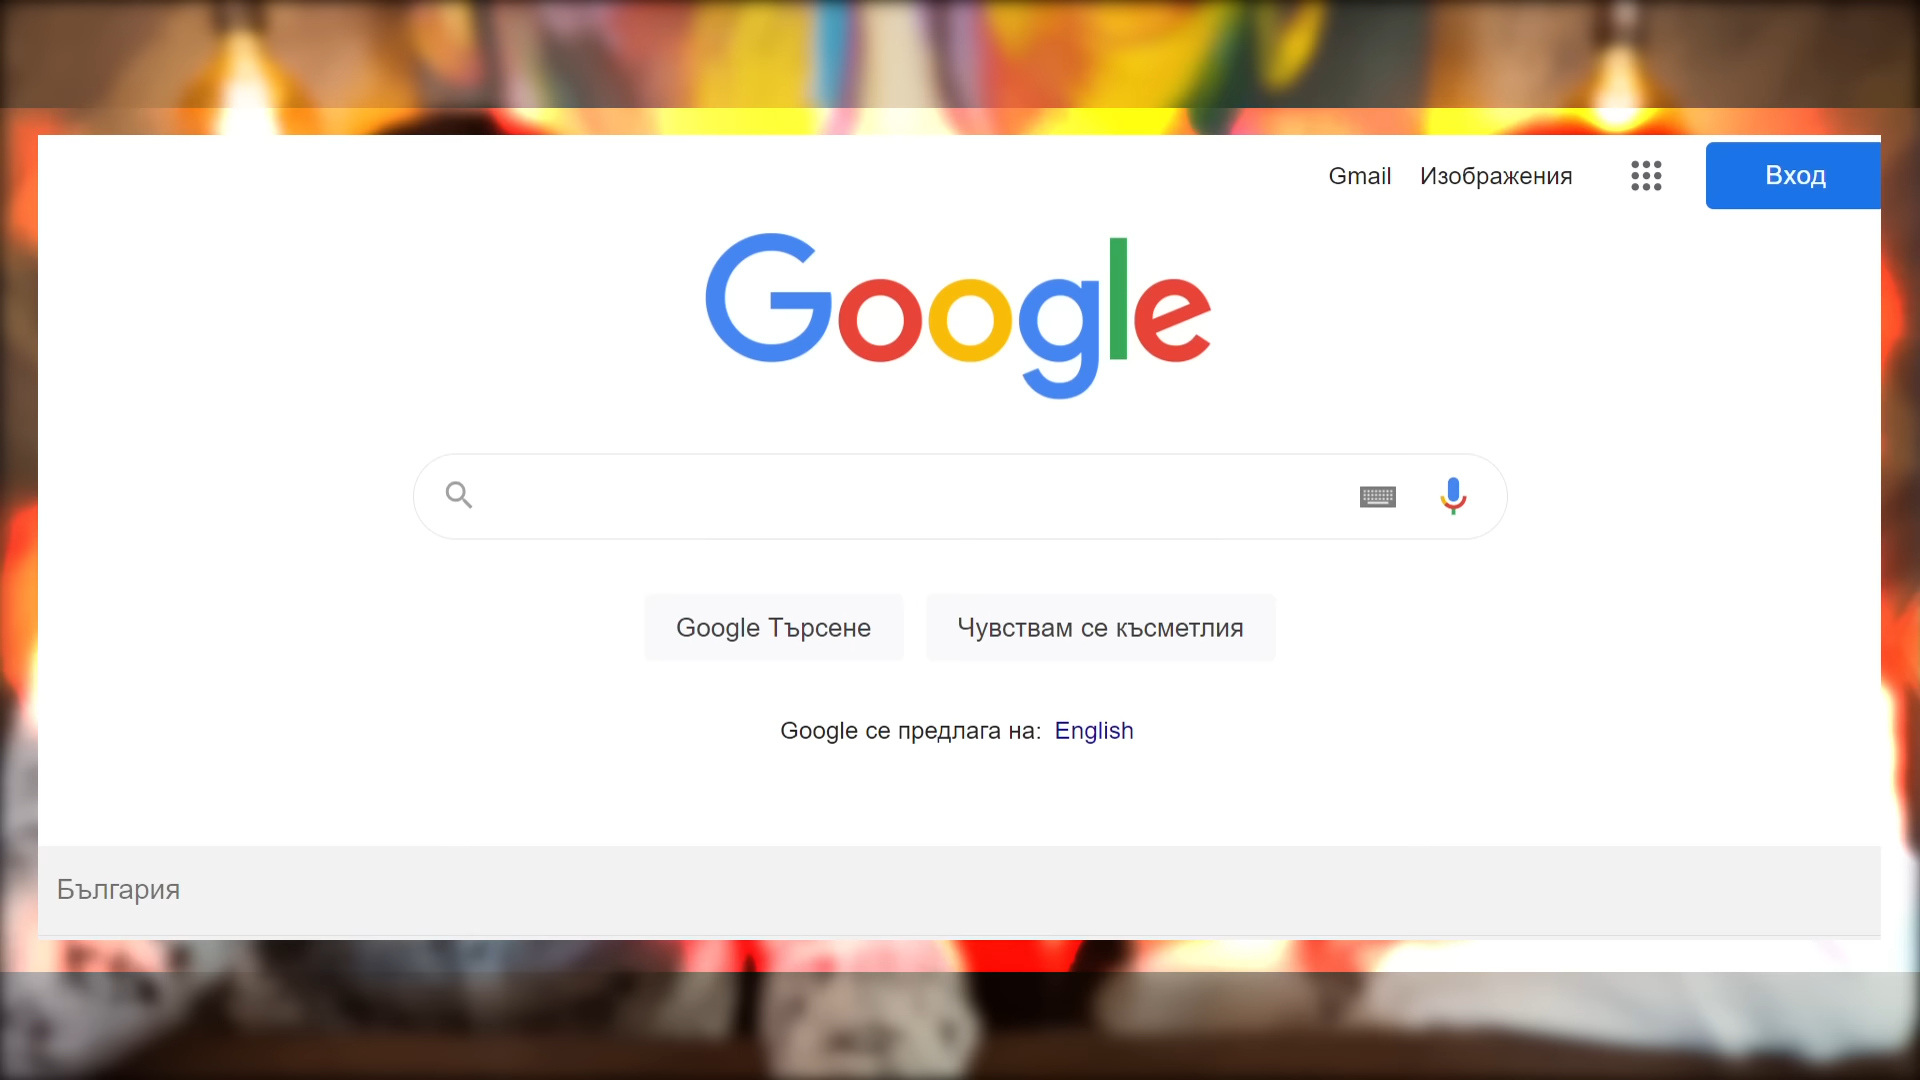 Gmail Изображения Вход
Google
Google Търсене Чувствам се късметлия
Google се предлага на: English
България